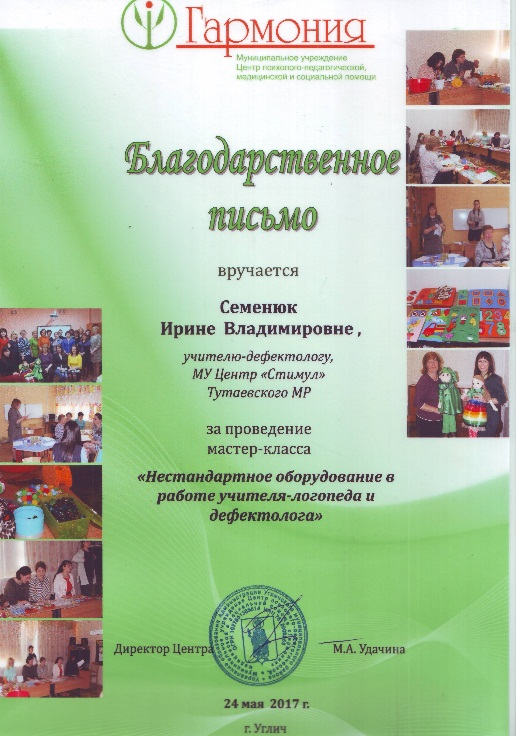 Гармония
Муниципальное учреждение
Центр психолого-педагогической,
медицинской и социальной помощи
Благодарственное
письмо
вручается
Семенюк
Ирине Владимировне ,
учителю-дефектологу,
МУ Центр «Стимул»
Тутаевского МР
за проведение
мастер-класса
«Нестандартное оборудование в
работе учителя-логопеда и
дефектолога»
Директор Центра
М.А. Удачина
24 мая 2017 г.
г. Углич